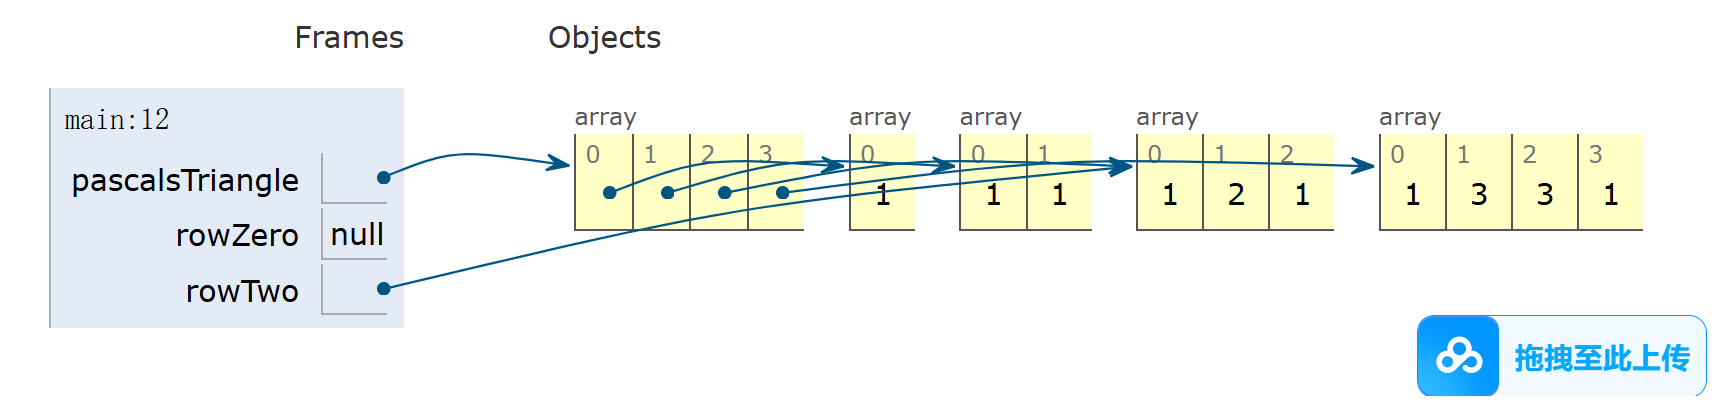 Frames Objects
main:12
pascalsTriangle
rowZero null
rowTwo
array array array array array
0 1 2 3 0 0 1 0 1 2 0 1 2 3
1 1 1 1 2 1 1 3 3 1
拖拽至此上传